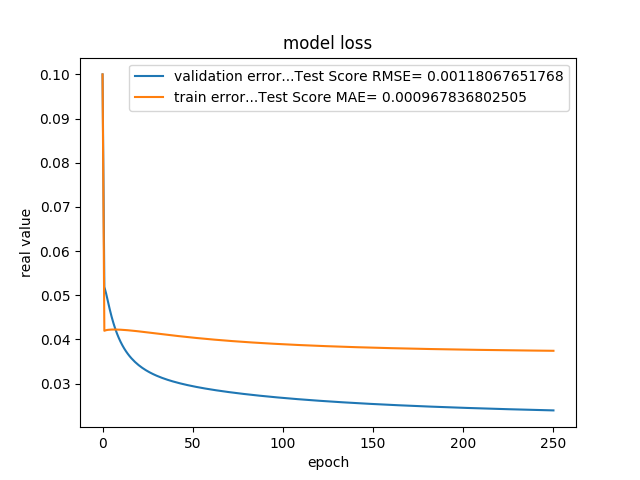 model loss
validation error...Test Score RMSE= 0.00118067651768
train error...Test Score MAE= 0.000967836802505
0.10
0.09
0.08
0.07
0.06
0.05
0.04
0.03
real value
0 50 100 150 200 250
epoch